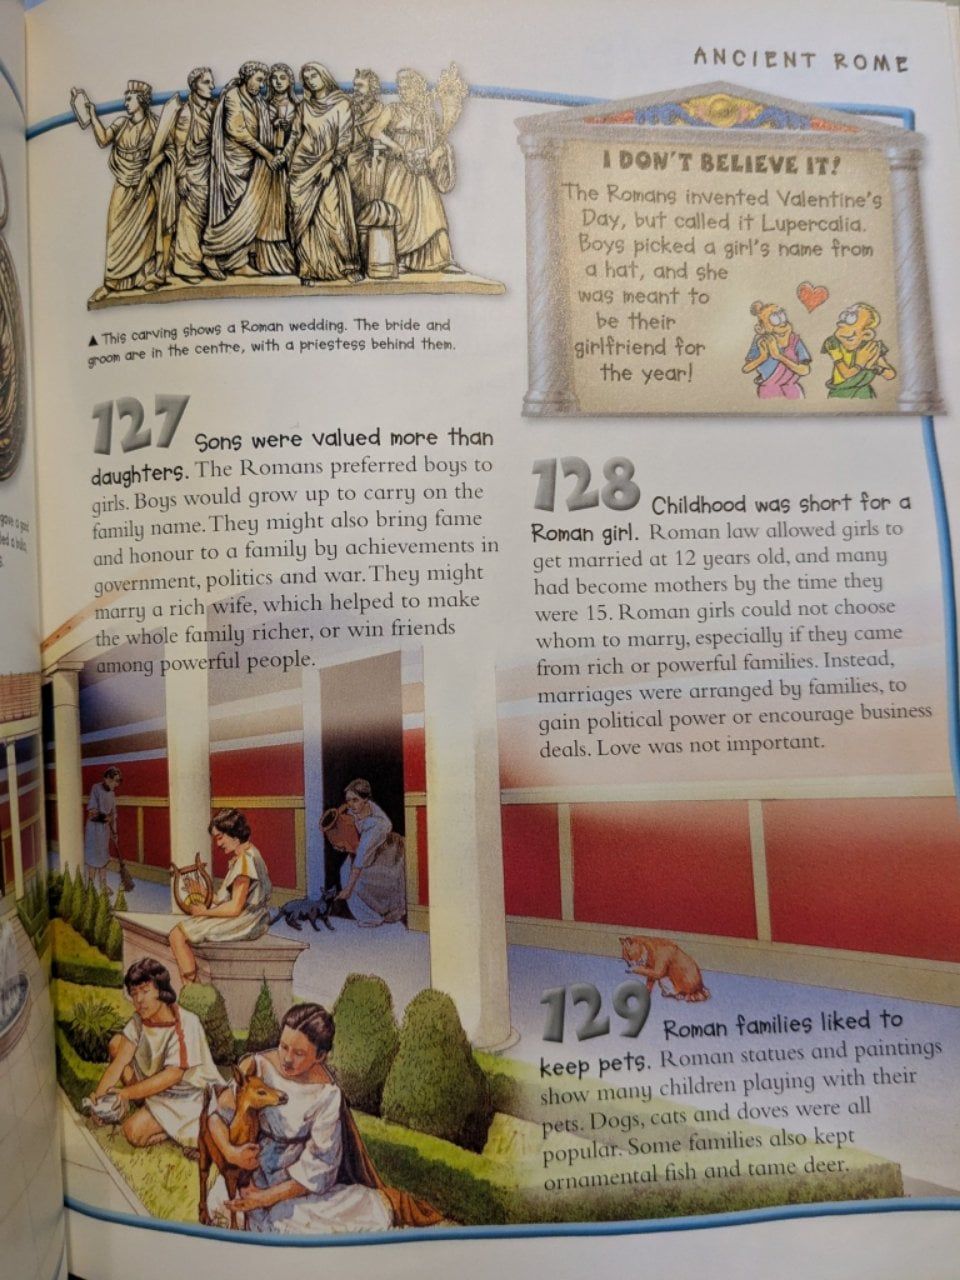 ANCIENT ROME
I DON'T BELIEVE IT!
The Romans invented Valentine's
Day, but called it Lupercalia.
Boys picked a girl's name from
a hat, and she
was meant to
be their
girlfriend for
the year!
▲ This carving shows a Roman wedding. The bride and
groom are in the centre, with a priestess behind them.
127 Sons were valued more than
daughters. The Romans preferred boys to
girls. Boys would grow up to carry on the
family name. They might also bring fame
and honour to a family by achievements in
government, politics and war. They might
marry a rich wife, which helped to make
the whole family richer, or win friends
among powerful people.
128 Childhood was short for a
Roman girl. Roman law allowed girls to
get married at 12 years old, and many
had become mothers by the time they
were 15. Roman girls could not choose
whom to marry, especially if they came
from rich or powerful families. Instead,
marriages were arranged by families, to
gain political power or encourage business
deals. Love was not important.
129 Roman families liked to
keep pets. Roman statues and paintings
show many children playing with their
pets. Dogs, cats and doves were all
popular. Some families also kept
ornamental fish and tame deer.